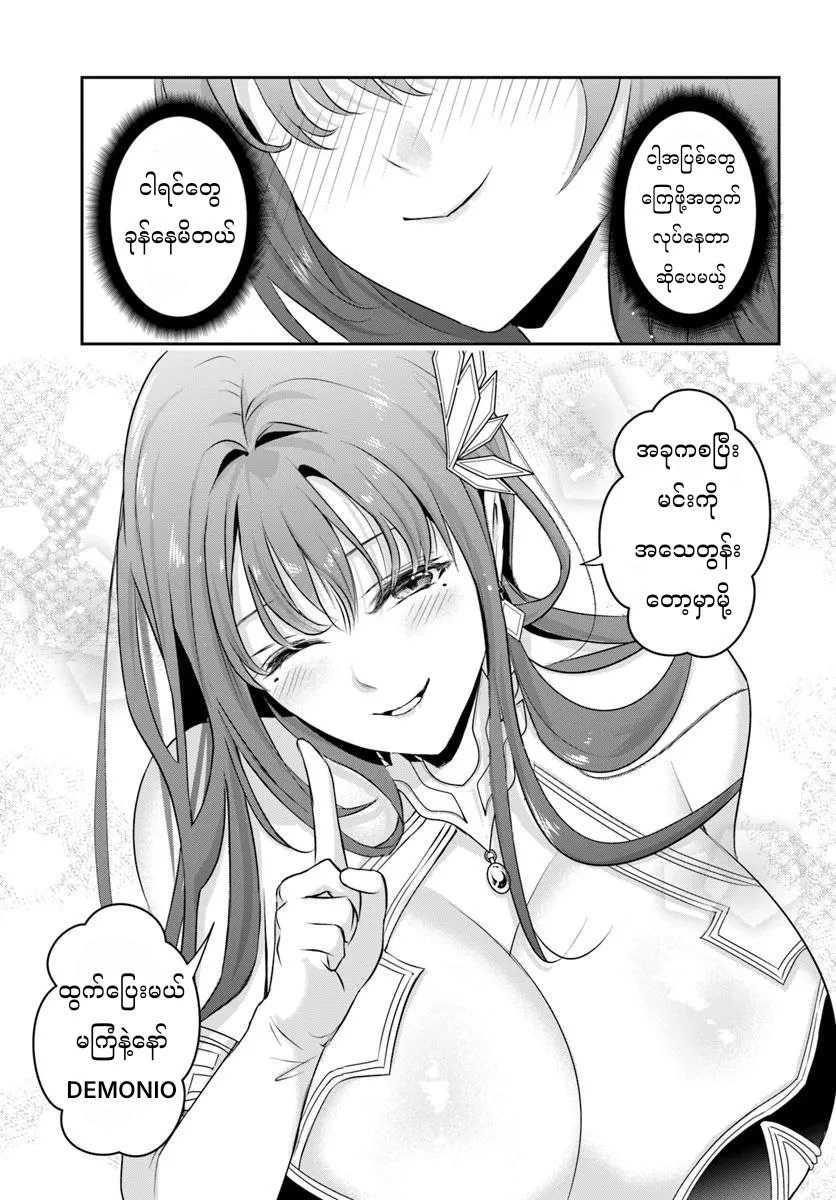 ငါ့အပြစ်တွေ
ကြေဖို့အတွက်
လုပ်နေတာ
ဆိုပေမယ့်
ငါရင်တွေ
ခုန်နေမိတယ်
အခုကစပြီး
မင်းကို
အသေတွန်း
တော့မှာမို့
ထွက်ပြေးမယ်
မကြံနဲ့နော်
DEMONIO